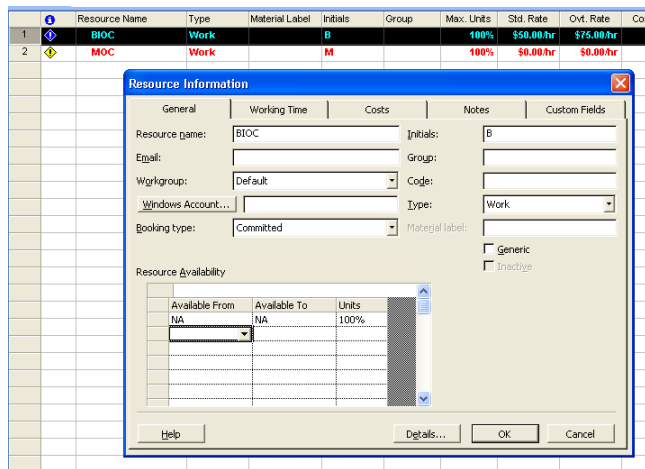 Resource Name Type Material Label Initials Group Max. Units Std. Rate Ovt. Rate
1 BIOC Work B 100% $50.00/hr $75.00/hr
2 MOC Work M 100% $0.00/hr $0.00/hr
Resource Information
General Working Time Costs Notes Custom Fields
Resource name: BIOC Initials: B
Email: Group:
Workgroup: Default Code:
Windows Account... Type: Work
Booking type: Committed Material label:
Generic
Inactive
Resource Availability
Available From Available To Units
NA NA 100%
Help Details... OK Cancel